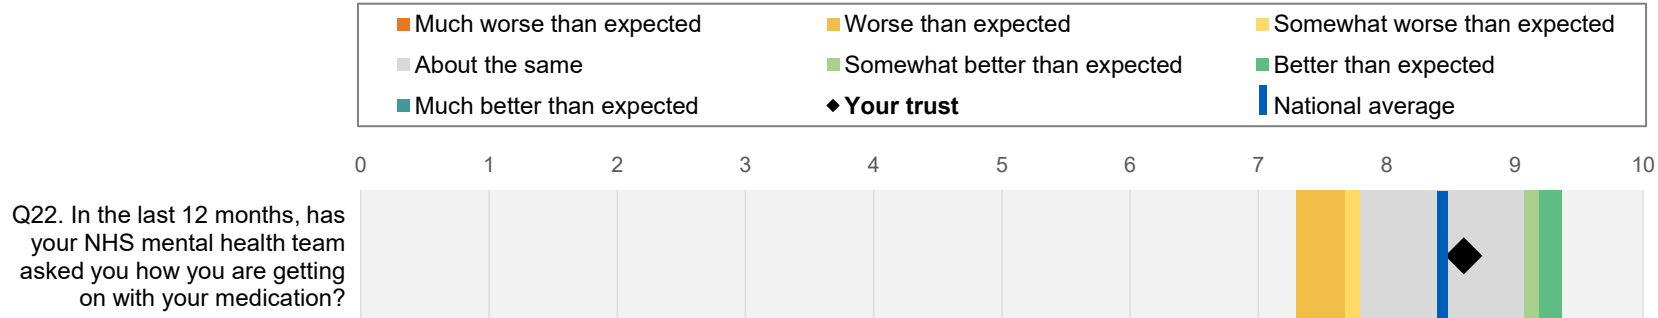 Much worse than expected
Worse than expected
Somewhat worse than expected
About the same
Somewhat better than expected
Better than expected
Much better than expected
Your trust
National average
0 1 2 3 4 5 6 7 8 9 10
Q22. In the last 12 months, has
your NHS mental health team
asked you how you are getting
on with your medication?